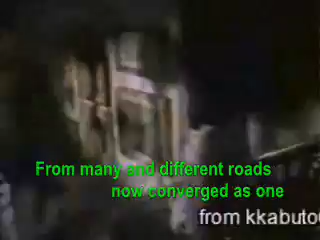 From many and different roads
now converged as one
from kkabuto